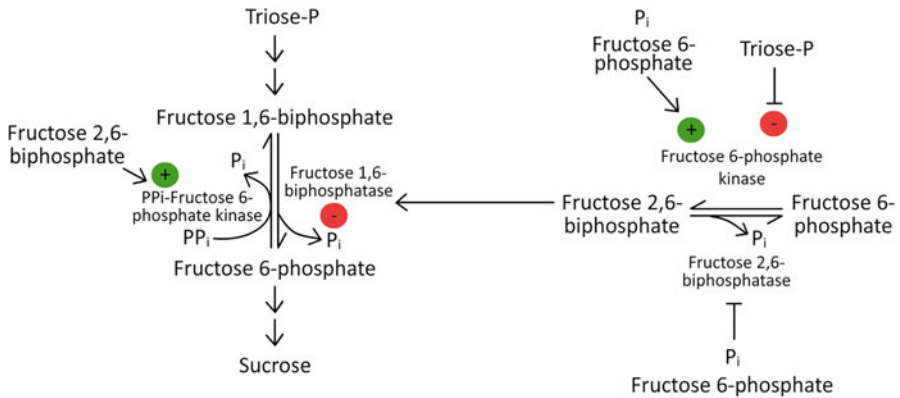 Triose-P
Fructose 1,6-biphosphate
Fructose 2,6-
biphosphate
+
Pi
Fructose 1,6-
biphosphatase
PPi-Fructose 6-
phosphate kinase
-
PPi
Pi
Fructose 6-phosphate
Sucrose
Pi
Fructose 6-
phosphate
Triose-P
+
-
Fructose 6-phosphate
kinase
Fructose 2,6-
biphosphate
Fructose 6-
phosphate
Pi
Fructose 2,6-
biphosphatase
Pi
Fructose 6-phosphate